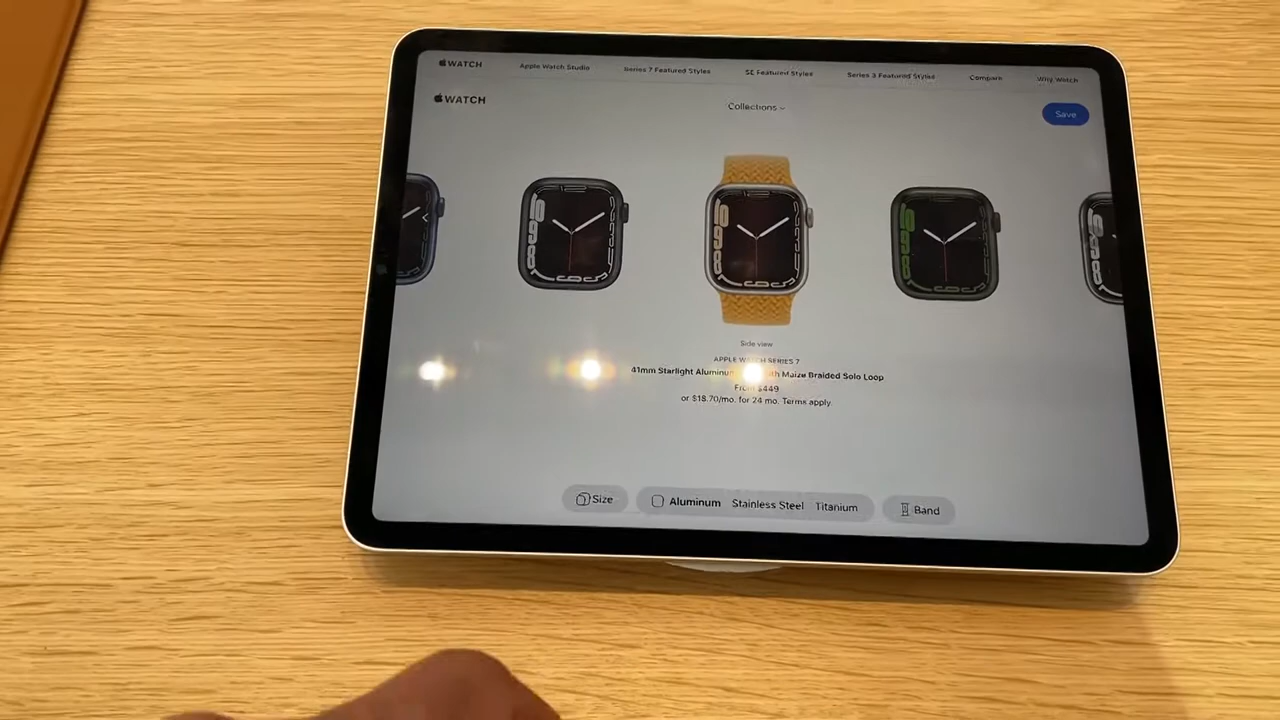 WATCH
Apple Watch Studio
Series 7 Featured Styles
SE Featured Styles
Series 3 Featured Styles
Compare
Why Watch
WATCH
Collections
Save
Side view
APPLE WATCH SERIES 7
41mm Starlight Aluminum Maize Braided Solo Loop
From $449
or $18.70/mo. for 24 mo. Terms apply.
Size
Aluminum Stainless Steel Titanium
Band